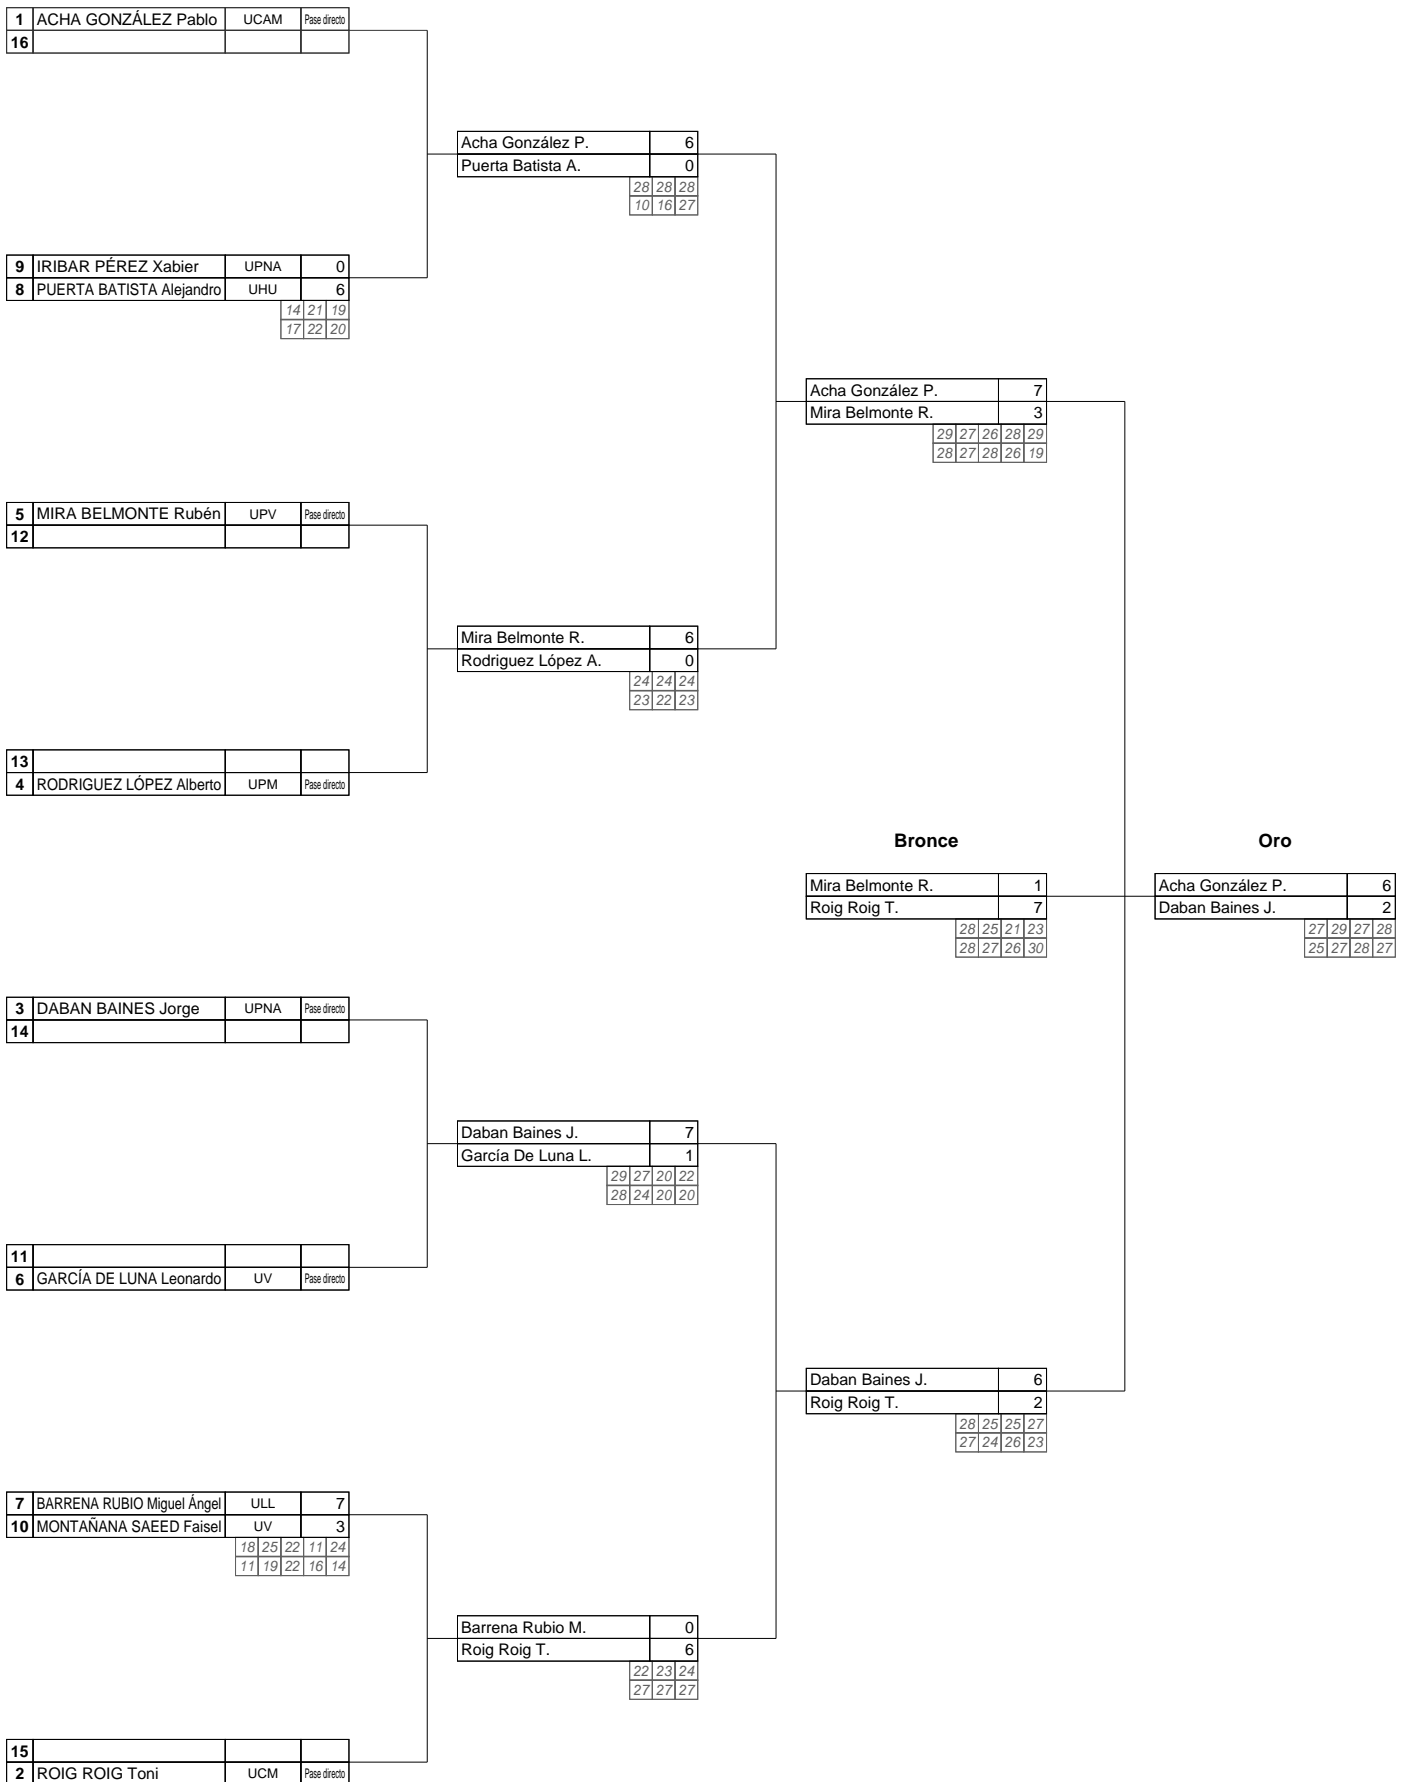 1 ACHA GONZÁLEZ Pablo UCAM Pase directo
16
Acha González P. 6
Puerta Batista A. 0
28 28 28
10 16 27
9 IRIBAR PÉREZ Xabier UPNA 0
8 PUERTA BATISTA Alejandro UHU 6
14 21 19
17 22 20
Acha González P. 7
Mira Belmonte R. 3
29 27 26 28 29
28 27 28 26 19
5 MIRA BELMONTE Rubén UPV Pase directo
12
Mira Belmonte R. 6
Rodriguez López A. 0
24 24 24
23 22 23
13
4 RODRIGUEZ LÓPEZ Alberto UPM Pase directo
Bronce Oro
Mira Belmonte R. 1 Acha González P. 6
Roig Roig T. 7 Daban Baines J. 2
28 25 21 23 27 29 27 28
28 27 26 30 25 27 28 27
3 DABAN BAINES Jorge UPNA Pase directo
14
Daban Baines J. 7
García De Luna L. 1
29 27 20 22
28 24 20 20
11
6 GARCÍA DE LUNA Leonardo UV Pase directo
Daban Baines J. 6
Roig Roig T. 2
28 25 25 27
27 24 26 23
7 BARRENA RUBIO Miguel Ángel ULL 7
10 MONTAÑANA SAEED Faisel UV 3
18 25 22 11 24
11 19 22 16 14
Barrena Rubio M. 0
Roig Roig T. 6
22 23 24
27 27 27
15
2 ROIG ROIG Toni UCM Pase directo